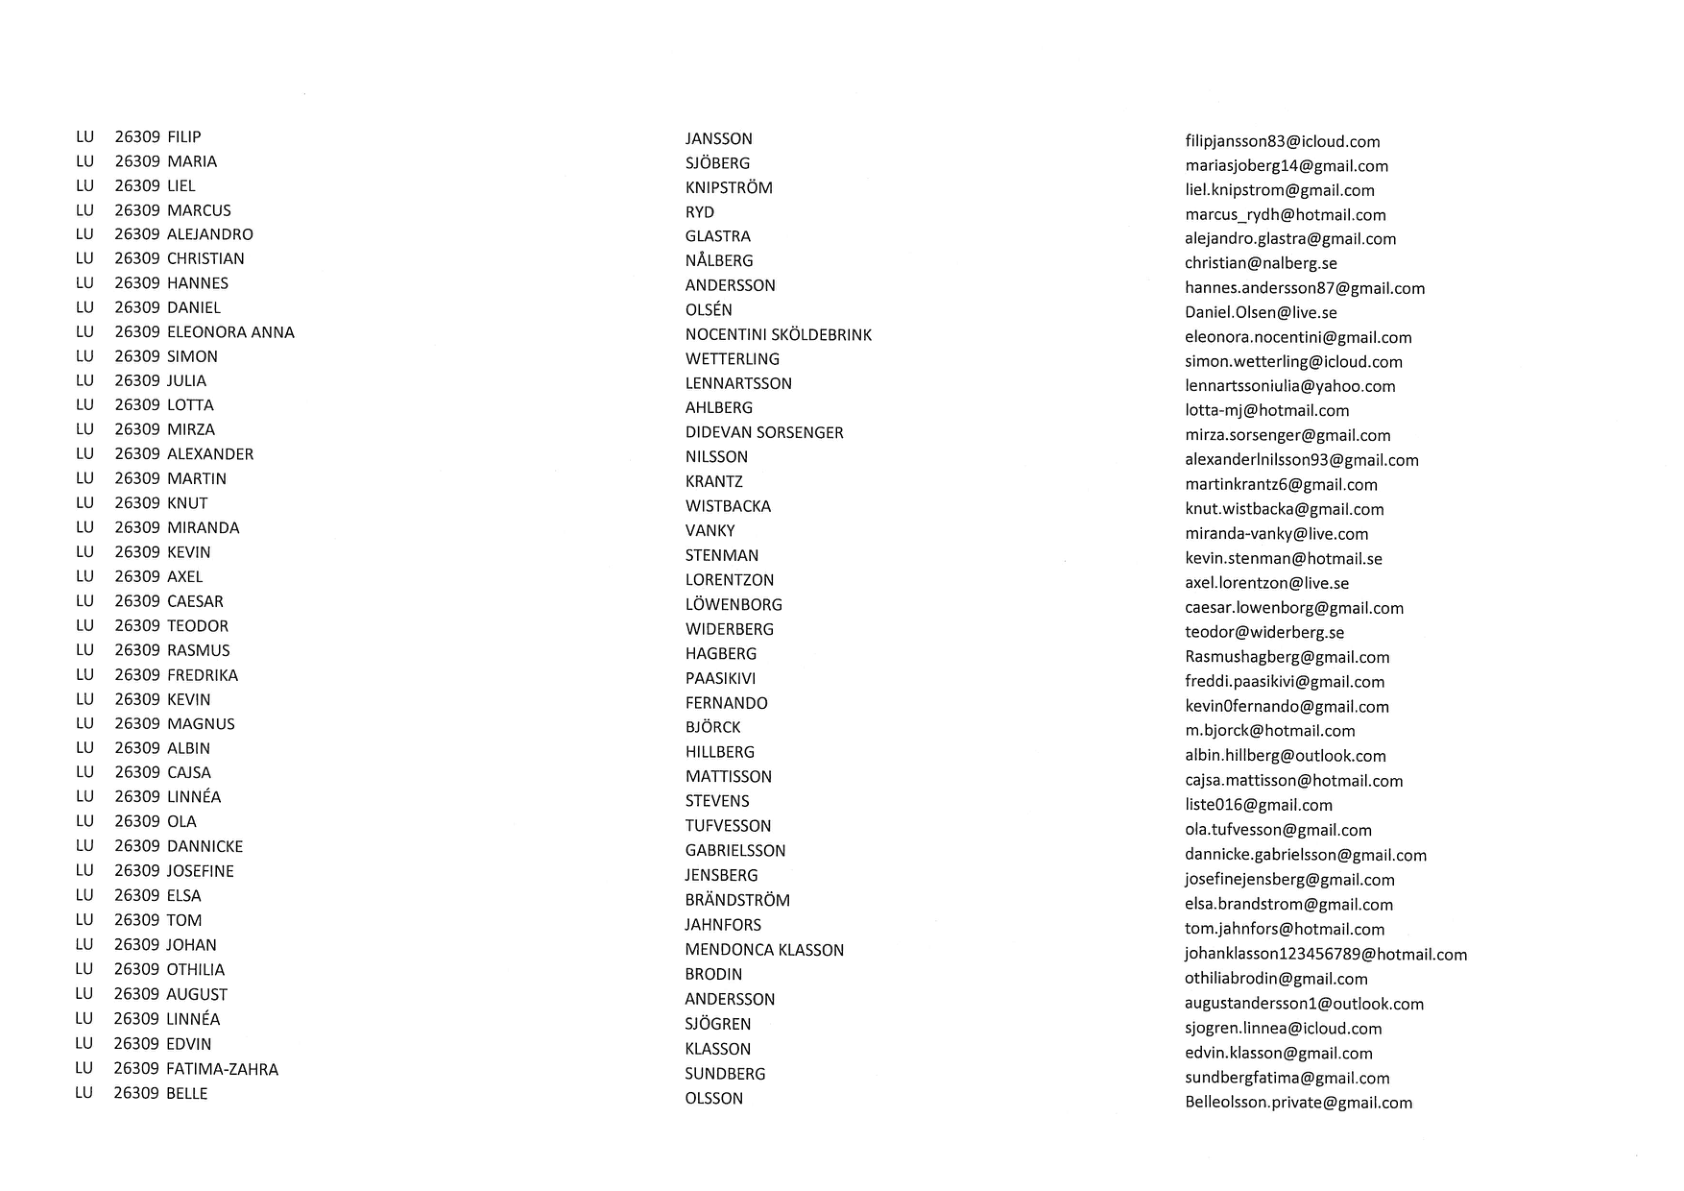 LU 26309 FILIP JANSSON filipjansson83@icloud.com
LU 26309 MARIA SJÖBERG mariasjoberg14@gmail.com
LU 26309 LIEL KNIPSTRÖM liel.knipstrom@gmail.com
LU 26309 MARCUS RYD marcus_rydh@hotmail.com
LU 26309 ALEJANDRO GLASTRA alejandro.glastra@gmail.com
LU 26309 CHRISTIAN NÅLBERG christian@nalberg.se
LU 26309 HANNES ANDERSSON hannes.andersson87@gmail.com
LU 26309 DANIEL OLSÉN Daniel.Olsen@live.se
LU 26309 ELEONORA ANNA NOCENTINI SKÖLDEBRINK eleonora.nocentini@gmail.com
LU 26309 SIMON WETTERLING simon.wetterling@icloud.com
LU 26309 JULIA LENNARTSSON lennartssoniulia@yahoo.com
LU 26309 LOTTA AHLBERG lotta-mj@hotmail.com
LU 26309 MIRZA DIDEVAN SORSENGER mirza.sorsenger@gmail.com
LU 26309 ALEXANDER NILSSON alexanderlnilsson93@gmail.com
LU 26309 MARTIN KRANTZ martinkrantz6@gmail.com
LU 26309 KNUT WISTBACKA knut.wistbacka@gmail.com
LU 26309 MIRANDA VANKY miranda-vanky@live.com
LU 26309 KEVIN STENMAN kevin.stenman@hotmail.se
LU 26309 AXEL LORENTZON axel.lorentzon@live.se
LU 26309 CAESAR LÖWENBORG caesar.lowenborg@gmail.com
LU 26309 TEODOR WIDERBERG teodor@widerberg.se
LU 26309 RASMUS HAGBERG Rasmushagberg@gmail.com
LU 26309 FREDRIKA PAASIKIVI freddi.paasikivi@gmail.com
LU 26309 KEVIN FERNANDO kevin0fernando@gmail.com
LU 26309 MAGNUS BJÖRCK m.bjorck@hotmail.com
LU 26309 ALBIN HILLBERG albin.hillberg@outlook.com
LU 26309 CAJSA MATTISSON cajsa.mattisson@hotmail.com
LU 26309 LINNÉA STEVENS liste016@gmail.com
LU 26309 OLA TUFVESSON ola.tufvesson@gmail.com
LU 26309 DANNICKE GABRIELSSON dannicke.gabrielsson@gmail.com
LU 26309 JOSEFINE JENSBERG josefinejensberg@gmail.com
LU 26309 ELSA BRÄNDSTRÖM elsa.brandstrom@gmail.com
LU 26309 TOM JAHNFORS tom.jahnfors@hotmail.com
LU 26309 JOHAN MENDONCA KLASSON johanklasson123456789@hotmail.com
LU 26309 OTHILIA BRODIN othiliabrodin@gmail.com
LU 26309 AUGUST ANDERSSON augustandersson1@outlook.com
LU 26309 LINNÉA SJÖGREN sjogren.linnea@icloud.com
LU 26309 EDVIN KLASSON edvin.klasson@gmail.com
LU 26309 FATIMA-ZAHRA SUNDBERG sundbergfatima@gmail.com
LU 26309 BELLE OLSSON Belleolsson.private@gmail.com